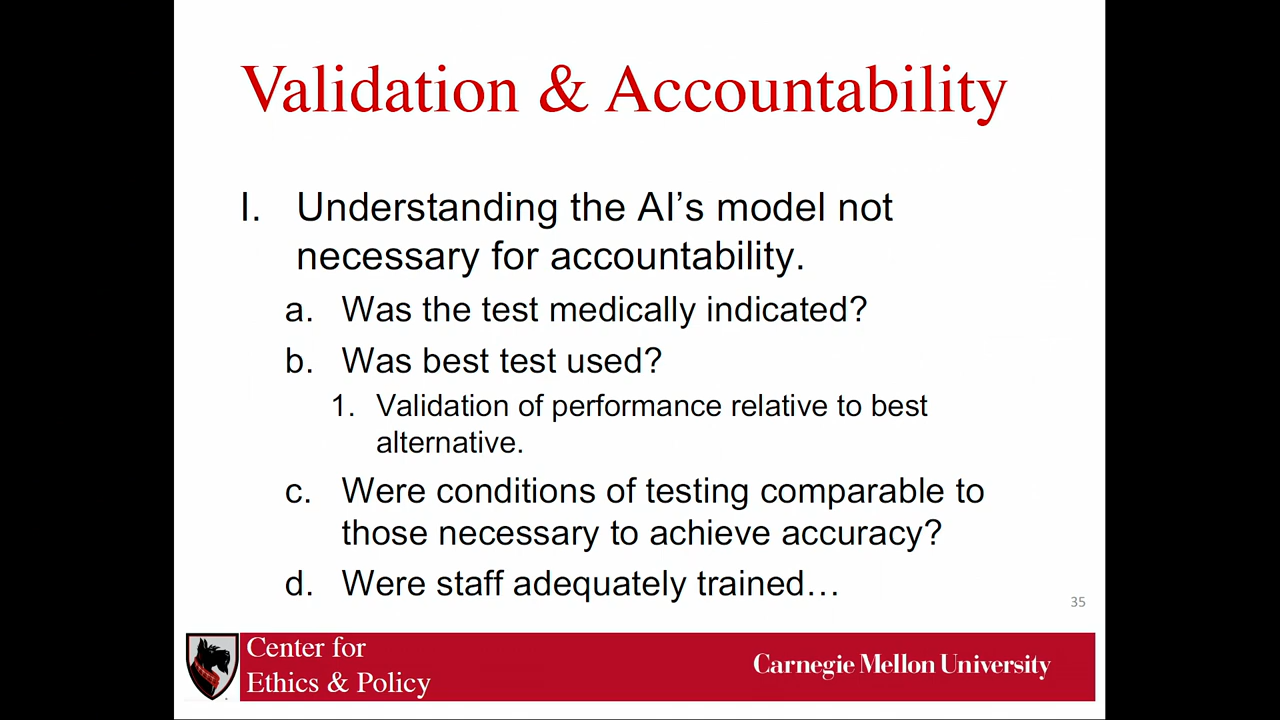 Validation & Accountability
I. Understanding the AI's model not
necessary for accountability.
a. Was the test medically indicated?
b. Was best test used?
1. Validation of performance relative to best
alternative.
c. Were conditions of testing comparable to
those necessary to achieve accuracy?
d. Were staff adequately trained…
35
Center for
Ethics & Policy
Carnegie Mellon University